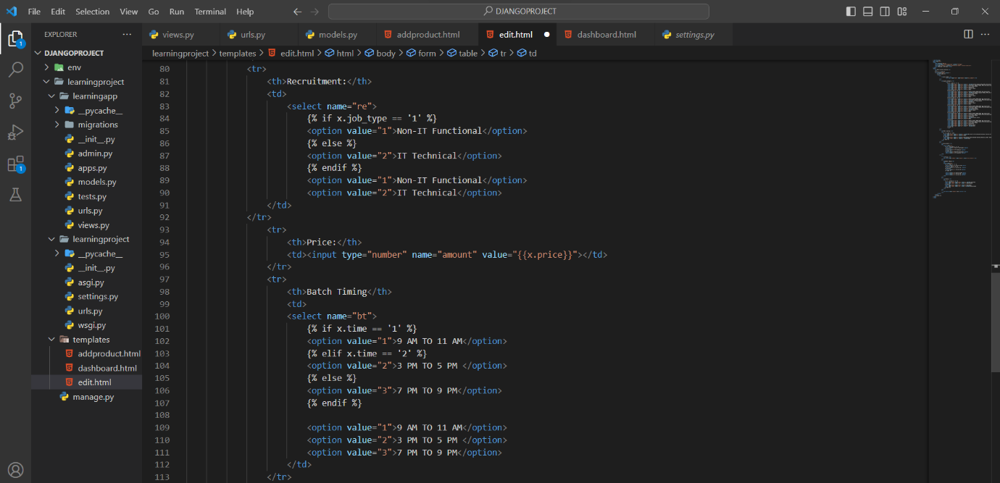 File Edit Selection View Go Run Terminal Help DJANGOPROJECT
EXPLORER
views.py urls.py models.py addproduct.html edit.html dashboard.html settings.py
learningproject > templates > edit.html > html > body > form > table > tr > td
DJANGOPROJECT
env
learningproject
learningapp
__pycache__
migrations
__init__.py
admin.py
apps.py
models.py
tests.py
urls.py
views.py
learningproject
__pycache__
__init__.py
asgi.py
settings.py
urls.py
wsgi.py
templates
addproduct.html
dashboard.html
edit.html
manage.py
1
1
80 <tr>
81 <th>Recruitment:</th>
82 <td>
83 <select name="re">
84 {% if x.job_type == '1' %}
85 <option value="1">Non-IT Functional</option>
86 {% else %}
87 <option value="2">IT Technical</option>
88 {% endif %}
89 <option value="1">Non-IT Functional</option>
90 <option value="2">IT Technical</option>
91 </td>
92 </tr>
93 <tr>
94 <th>Price:</th>
95 <td><input type="number" name="amount" value="{{x.price}}"></td>
96 </tr>
97 <tr>
98 <th>Batch Timing</th>
99 <td>
100 <select name="bt">
101 {% if x.time == '1' %}
102 <option value="1">9 AM TO 11 AM</option>
103 {% elif x.time == '2' %}
104 <option value="2">3 PM TO 5 PM </option>
105 {% else %}
106 <option value="3">7 PM TO 9 PM</option>
107 {% endif %}
108
109 <option value="1">9 AM TO 11 AM</option>
110 <option value="2">3 PM TO 5 PM </option>
111 <option value="3">7 PM TO 9 PM</option>
112 </td>
113 </tr>